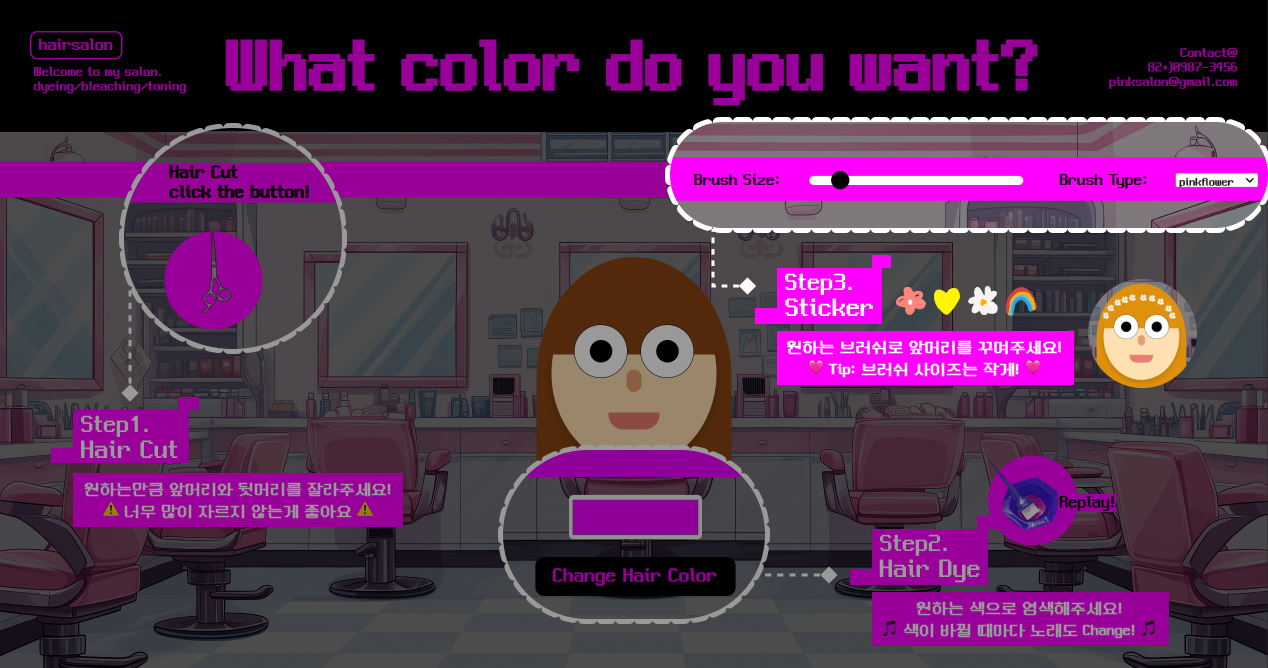 hairsalon
Welcome to my salon.
dyeing/bleaching/toning
What color do you want?
Contact@
82+)0987-3456
pinksalon@gmail.com
Hair Cut
click the button!
Brush Size:
Brush Type:
pinkflower
Step3.
Sticker
원하는 브러쉬로 앞머리를 꾸며주세요!
Tip: 브러쉬 사이즈는 작게!
Step1.
Hair Cut
원하는만큼 앞머리와 뒷머리를 잘라주세요!
너무 많이 자르지 않는게 좋아요
Change Hair Color
Replay!
Step2.
Hair Dye
원하는 색으로 염색해주세요!
색이 바뀔 때마다 노래도 Change!